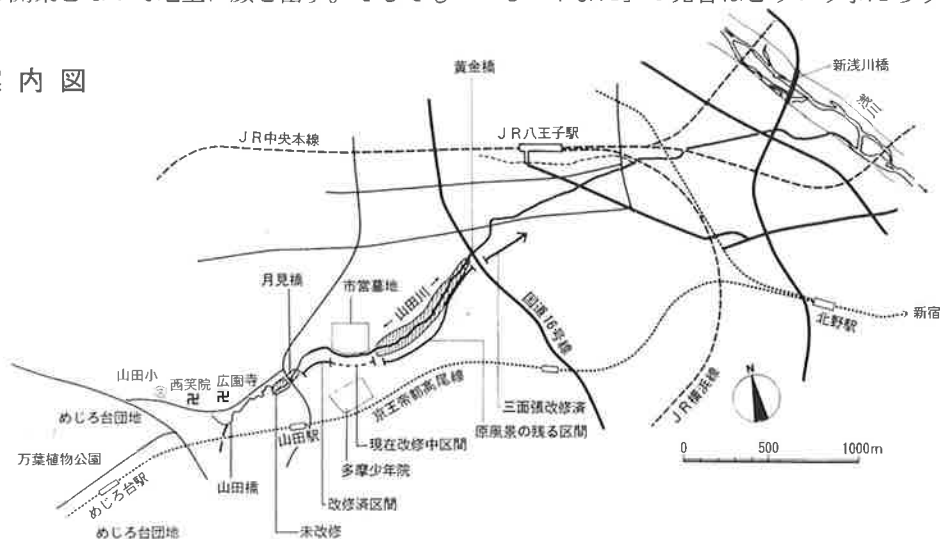 内図
黄金橋
新浅川橋
JR中央本線
JR八王子駅
月見橋
市営墓地
山田川
国道16号線
北野駅
新宿
山田小
西笑院
広園寺
卍
卍
めじろ台団地
京王帝都高尾線
JR横浜線
N
三面張改修済
原風景の残る区間
山田駅
現在改修中区間
万葉植物公園
めじろ台駅
山田橋
多摩少年院
改修済区間
未改修
めじろ台団地
0 500 1000m